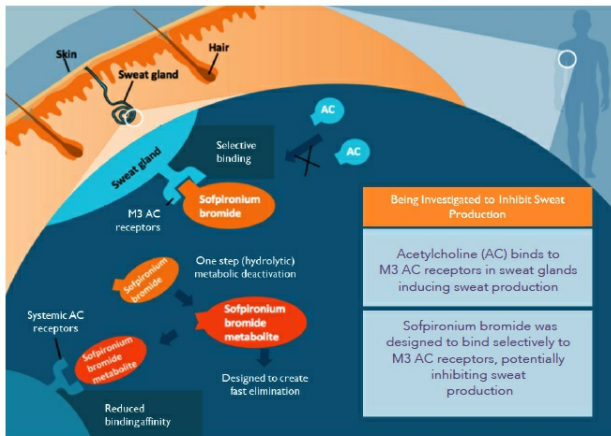 Skin
Hair
Sweat gland
AC
AC
Selective
binding
Sweat gland
Sofpironium
bromide
M3 AC
receptors
One step (hydrolytic)
metabolic deactivation
Sofpironium
bromide
Sofpironium
bromide
metabolite
Systemic AC
receptors
Sofpironium
bromide
metabolite
Designed to create
fast elimination
Reduced
bindingaffinity
Being Investigated to Inhibit Sweat
Production
Acetylcholine (AC) binds to
M3 AC receptors in sweat glands
inducing sweat production
Sofpironium bromide was
designed to bind selectively to
M3 AC receptors, potentially
inhibiting sweat
production